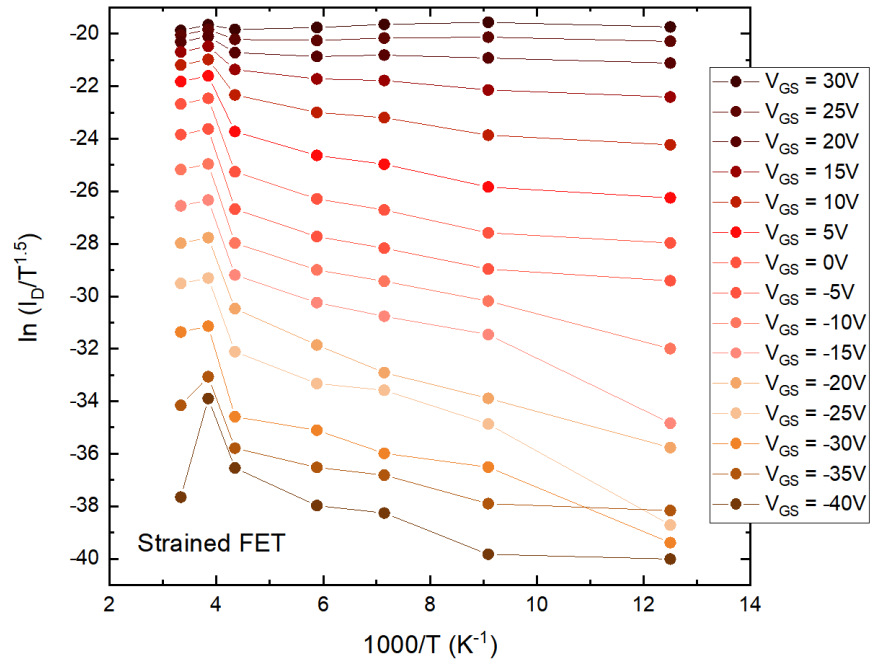 -20
-22
-24
-26
-28
-30
-32
-34
-36
-38
-40
ln (I_D/T^1.5)
2
4
6
8
10
12
14
1000/T (K^-1)
Strained FET
V_GS = 30V
V_GS = 25V
V_GS = 20V
V_GS = 15V
V_GS = 10V
V_GS = 5V
V_GS = 0V
V_GS = -5V
V_GS = -10V
V_GS = -15V
V_GS = -20V
V_GS = -25V
V_GS = -30V
V_GS = -35V
V_GS = -40V